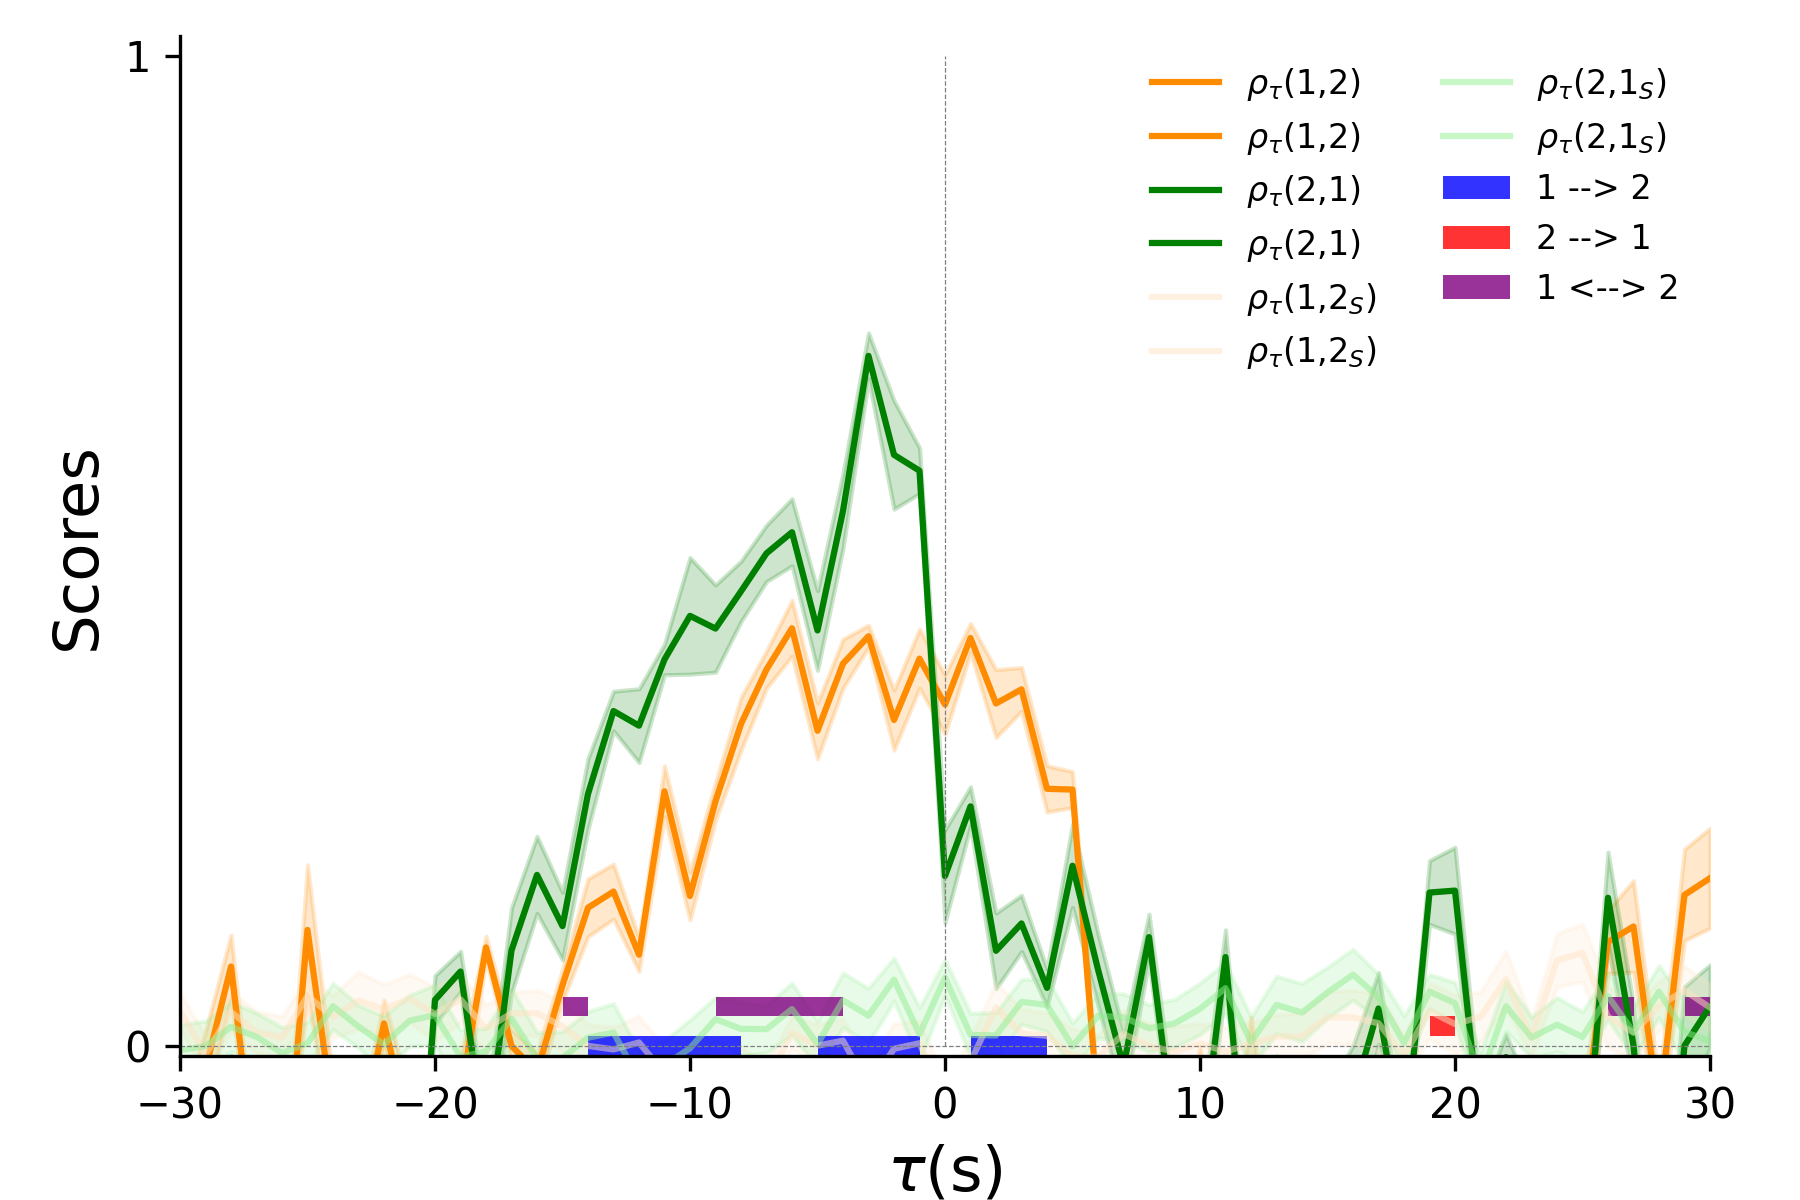 1
ρτ(1,2)
ρτ(1,2)
ρτ(2,1)
ρτ(2,1)
ρτ(1,2S)
ρτ(1,2S)
ρτ(2,1S)
ρτ(2,1S)
1 --> 2
2 --> 1
1 <--> 2
Scores
0
−30 −20 −10 0 10 20 30
τ(s)